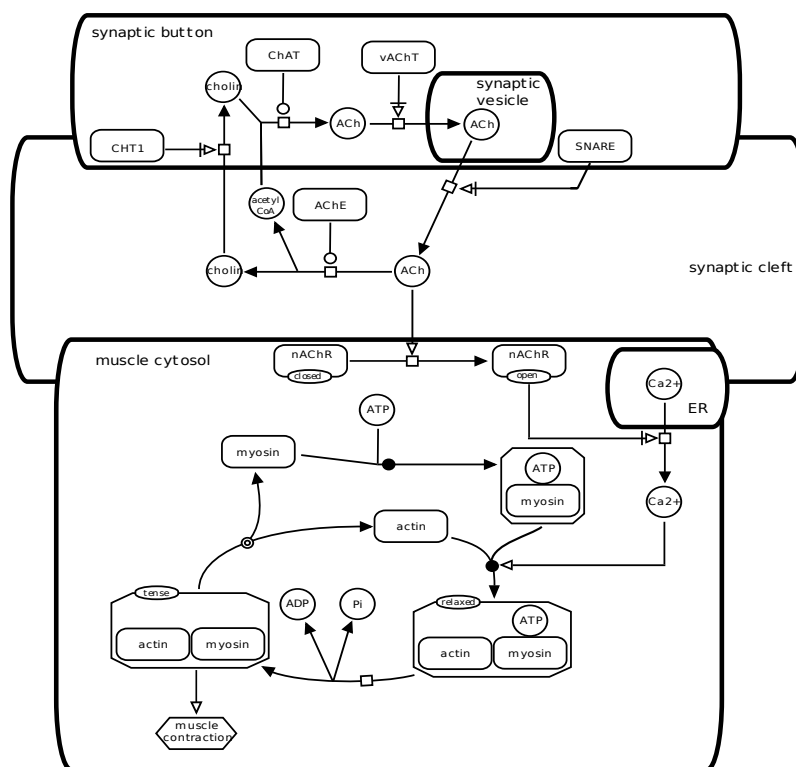 synaptic button
ChAT
vAChT
synaptic
vesicle
cholin
ACh
ACh
CHT1
SNARE
acetyl
CoA
AChE
cholin
ACh
synaptic cleft
muscle cytosol
nAChR
closed
nAChR
open
Ca2+
ER
ATP
myosin
ATP
myosin
Ca2+
actin
tense
actin
myosin
ADP
Pi
relaxed
ATP
actin
myosin
muscle
contraction